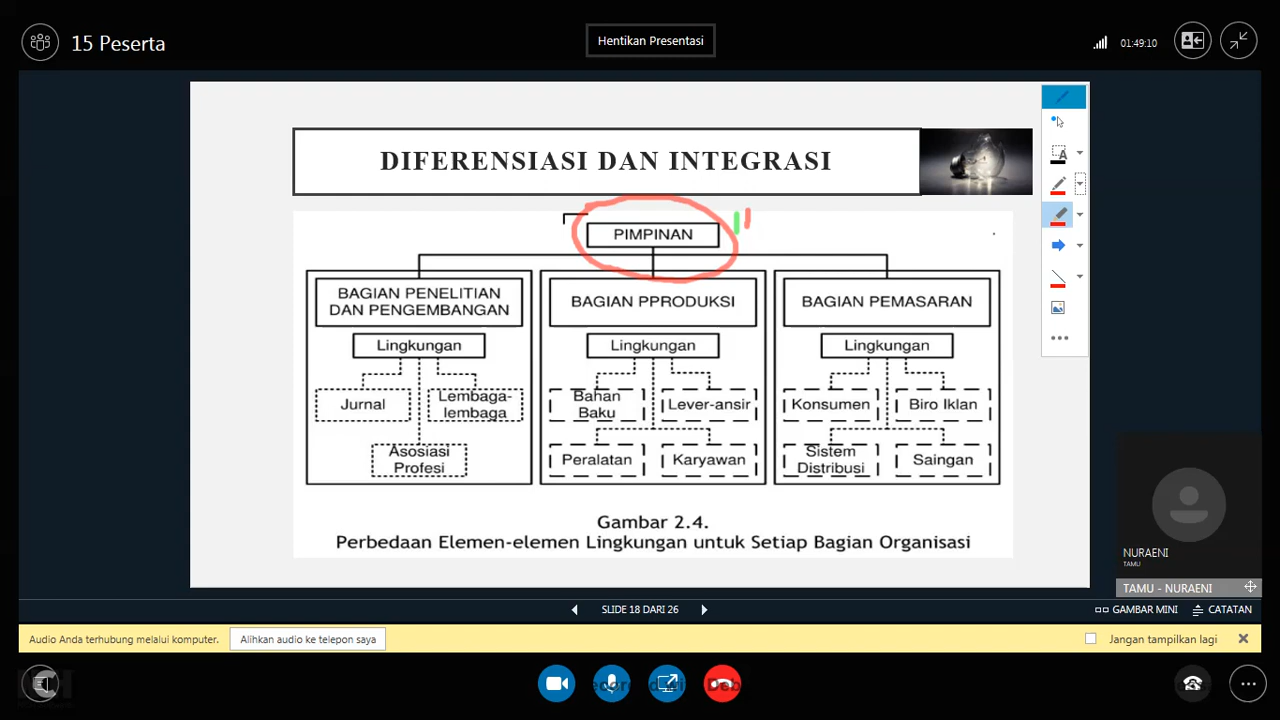 15 Peserta
Hentikan Presentasi
01:49:10
DIFERENSIASI DAN INTEGRASI
PIMPINAN
BAGIAN PENELITIAN
DAN PENGEMBANGAN
BAGIAN PPRODUKSI
BAGIAN PEMASARAN
Lingkungan
Lingkungan
Lingkungan
Jurnal
Lembaga-
lembaga
Bahan
Baku
Lever-ansir
Konsumen
Biro Iklan
Asosiasi
Profesi
Peralatan
Karyawan
Sistem
Distribusi
Saingan
Gambar 2.4.
Perbedaan Elemen-elemen Lingkungan untuk Setiap Bagian Organisasi
NURAENI
TAMU
TAMU - NURAENI
SLIDE 18 DARI 26
GAMBAR MINI
CATATAN
Audio Anda terhubung melalui komputer.
Alihkan audio ke telepon saya
Jangan tampilkan lagi